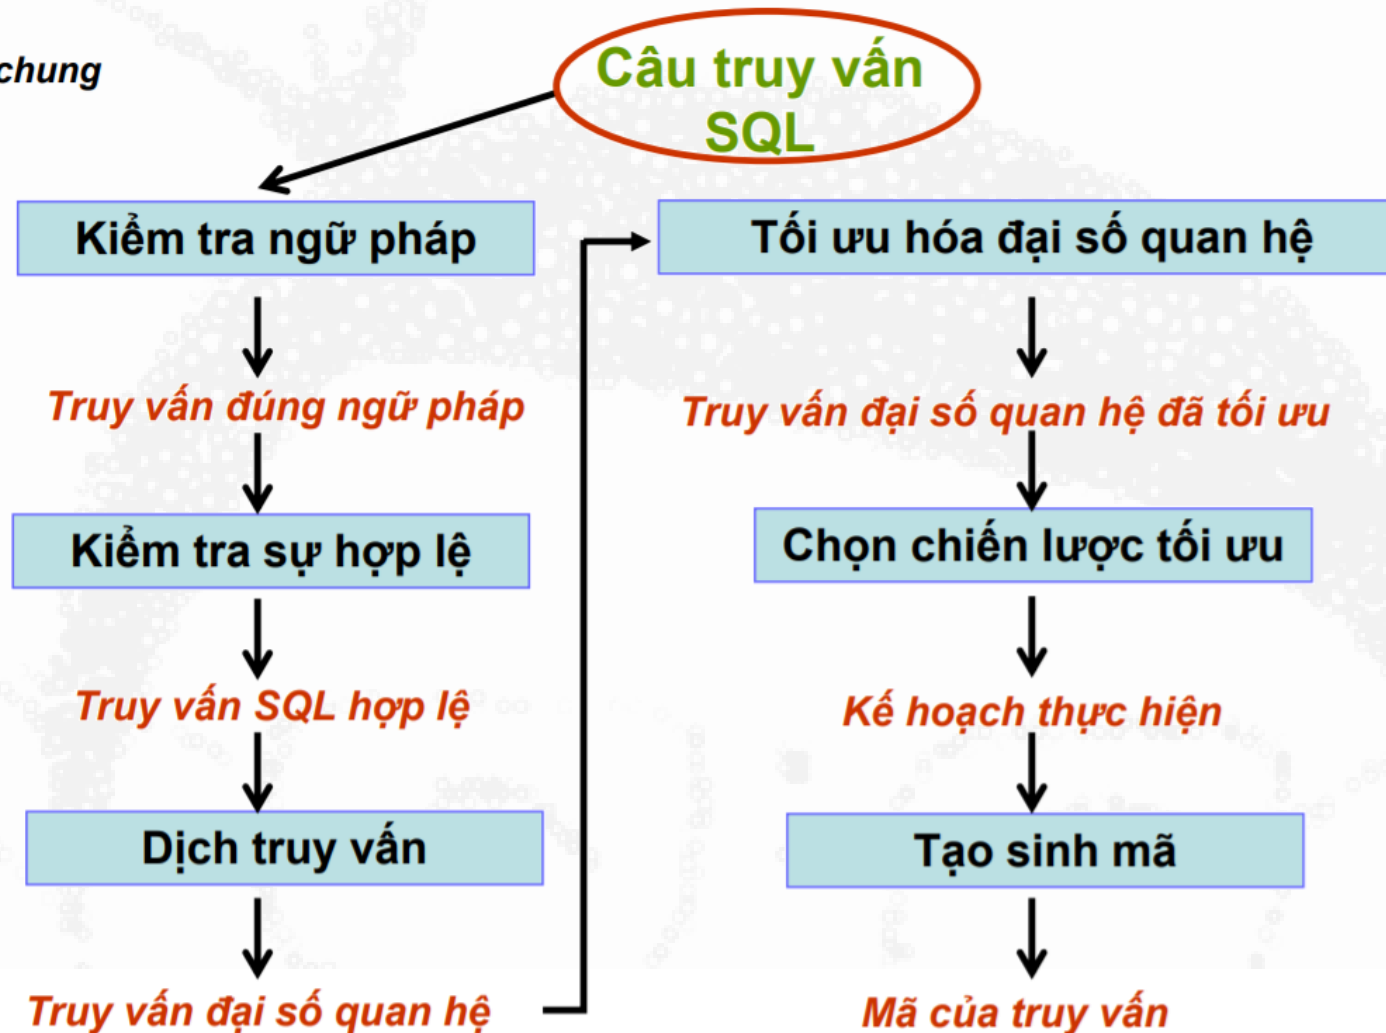 chung
Câu truy vấn
SQL
Kiểm tra ngữ pháp
Truy vấn đúng ngữ pháp
Kiểm tra sự hợp lệ
Truy vấn SQL hợp lệ
Dịch truy vấn
Truy vấn đại số quan hệ
Tối ưu hóa đại số quan hệ
Truy vấn đại số quan hệ đã tối ưu
Chọn chiến lược tối ưu
Kế hoạch thực hiện
Tạo sinh mã
Mã của truy vấn